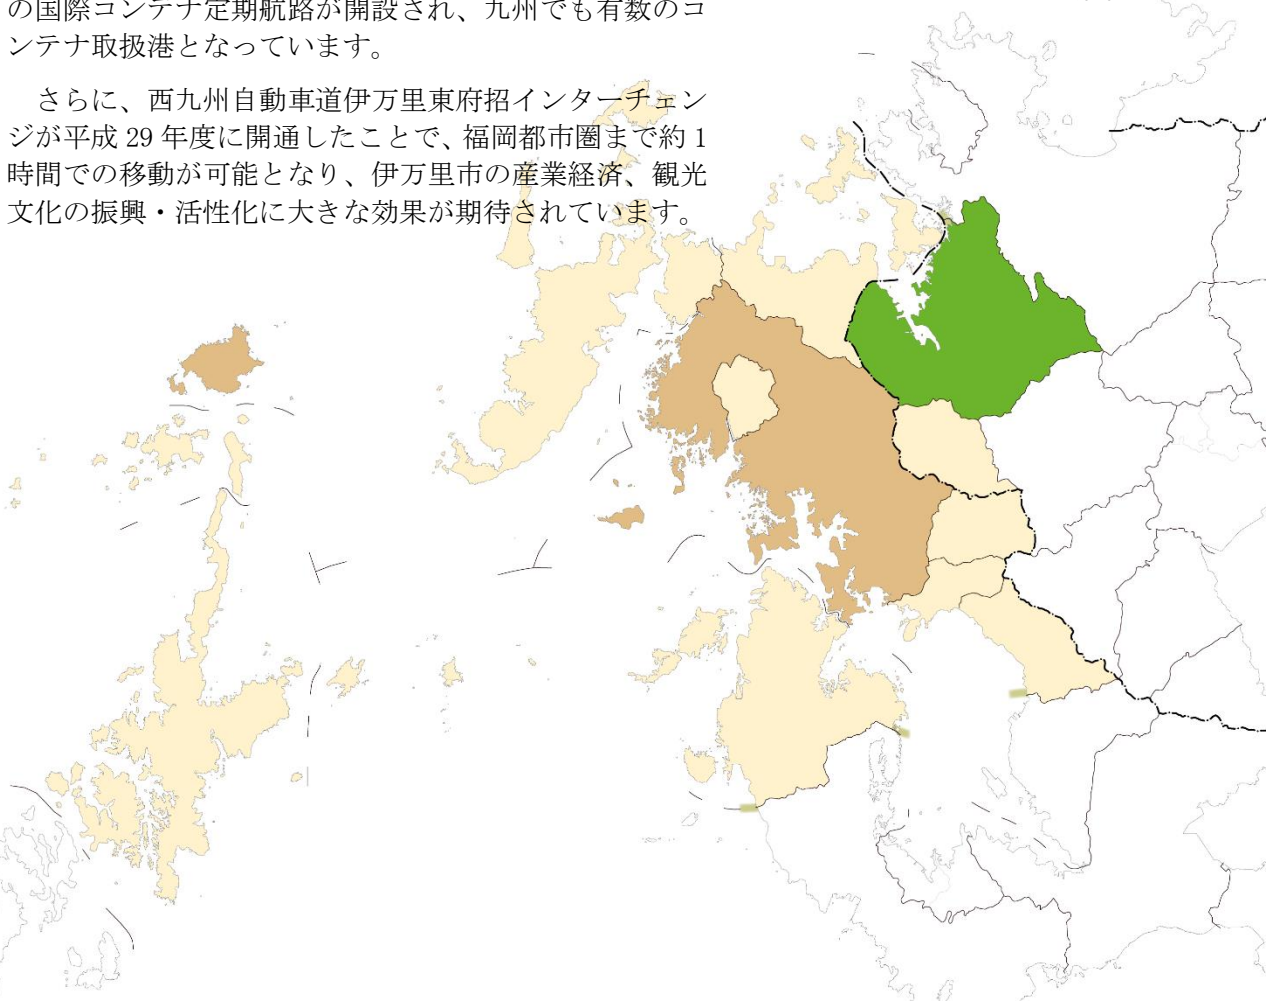 の国際コンテナ定期航路が開設され、九州でも有数のコ
ンテナ取扱港となっています。
さらに、西九州自動車道伊万里東府招インターチェン
ジが平成 29 年度に開通したことで、福岡都市圏まで約 1
時間での移動が可能となり、伊万里市の産業経済、観光
文化の振興・活性化に大きな効果が期待されています。